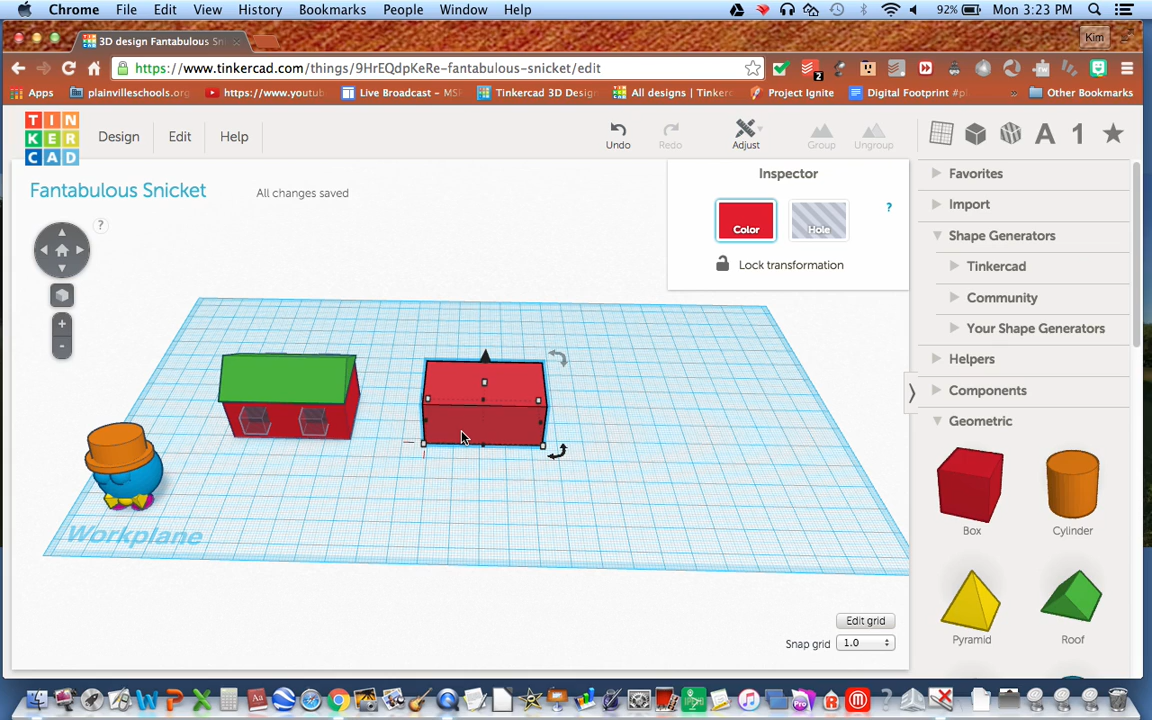 Chrome File Edit View History Bookmarks People Window Help 92% Mon 3:23 PM
3D design Fantabulous Sn Kim
https://www.tinkercad.com/things/9HrEQdpKeRe-fantabulous-snicket/edit 2
Apps plainvilleschools.org https://www.youtub Live Broadcast - MS Tinkercad 3D Desig All designs | Tinker Project Ignite Digital Footprint #p » Other Bookmarks
TIN
KER
CAD
Design Edit Help Undo Redo Adjust Group Ungroup A 1
Fantabulous Snicket All changes saved
?
+
-
Inspector
Color Hole ?
Lock transformation
Favorites
Import
Shape Generators
Tinkercad
Community
Your Shape Generators
Helpers
Components
Geometric
Box Cylinder
Pyramid Roof
Workplane
Edit grid
Snap grid 1.0